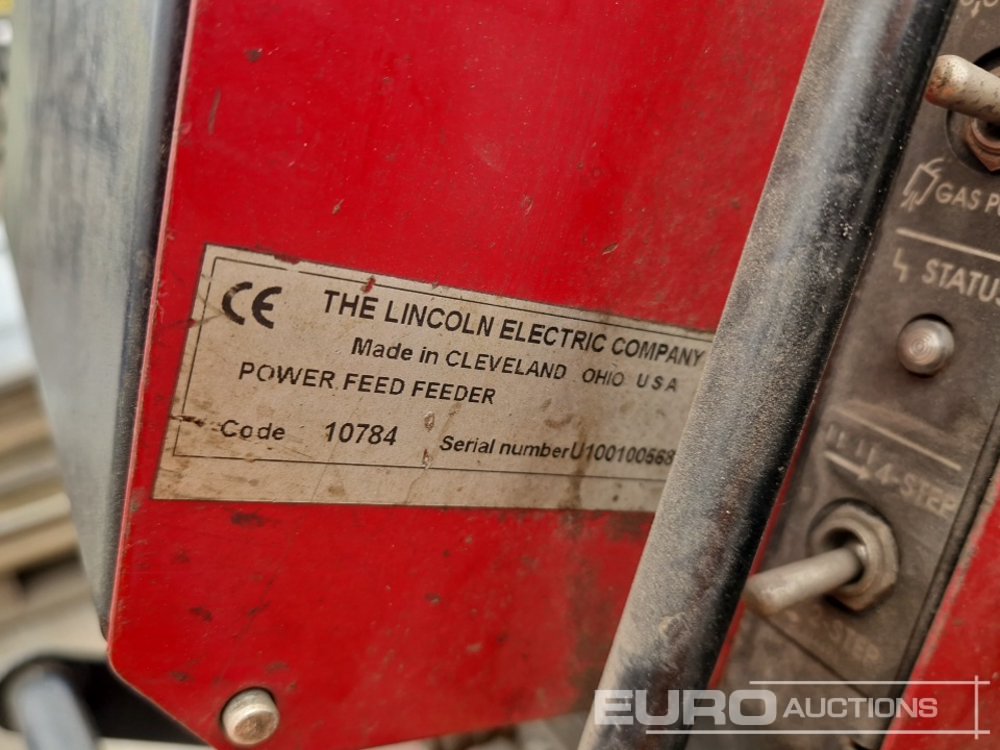 CE THE LINCOLN ELECTRIC COMPANY
Made in CLEVELAND OHIO USA
POWER FEED FEEDER
Code 10784 Serial number U100100568
GAS P
STATU
4-STEP
EURO AUCTIONS